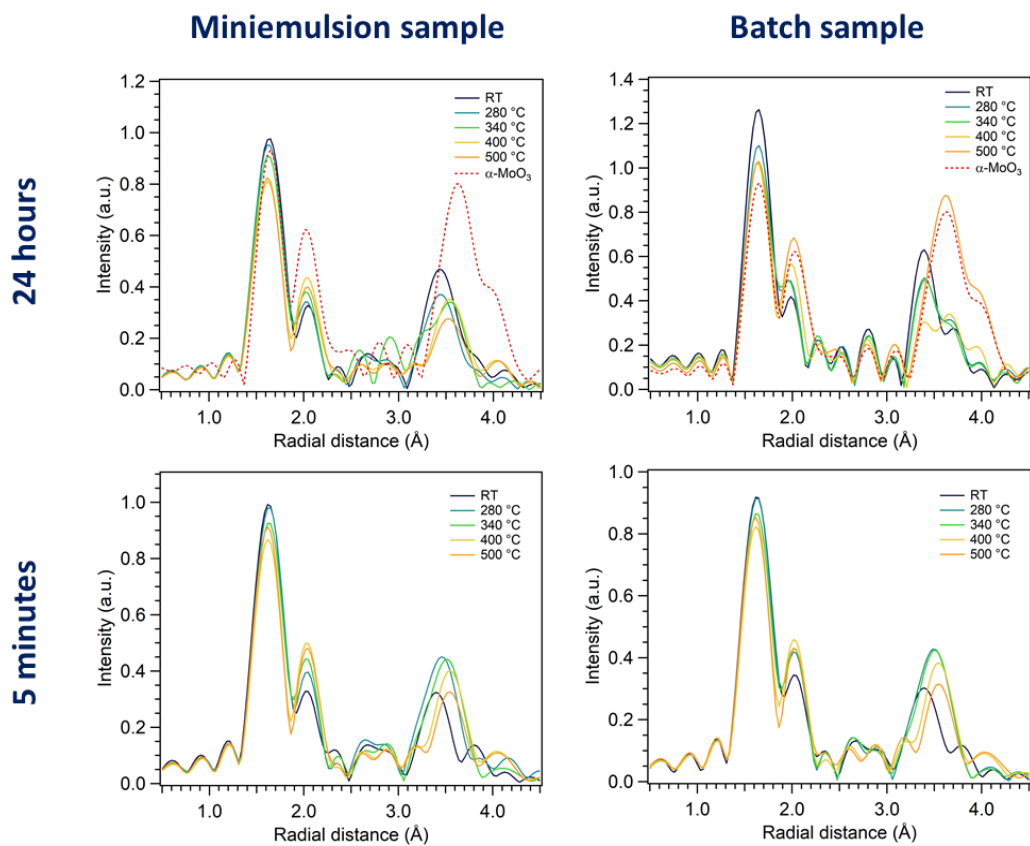 Miniemulsion sample
Batch sample
24 hours
1.2
1.0
0.8
0.6
0.4
0.2
0.0
Intensity (a.u.)
RT
280 °C
340 °C
400 °C
500 °C
α-MoO₃
1.0 2.0 3.0 4.0
Radial distance (Å)
1.4
1.2
1.0
0.8
0.6
0.4
0.2
0.0
Intensity (a.u.)
RT
280 °C
340 °C
400 °C
500 °C
α-MoO₃
1.0 2.0 3.0 4.0
Radial distance (Å)
5 minutes
1.0
0.8
0.6
0.4
0.2
0.0
Intensity (a.u.)
RT
280 °C
340 °C
400 °C
500 °C
1.0 2.0 3.0 4.0
Radial distance (Å)
1.0
0.8
0.6
0.4
0.2
0.0
Intensity (a.u.)
RT
280 °C
340 °C
400 °C
500 °C
1.0 2.0 3.0 4.0
Radial distance (Å)